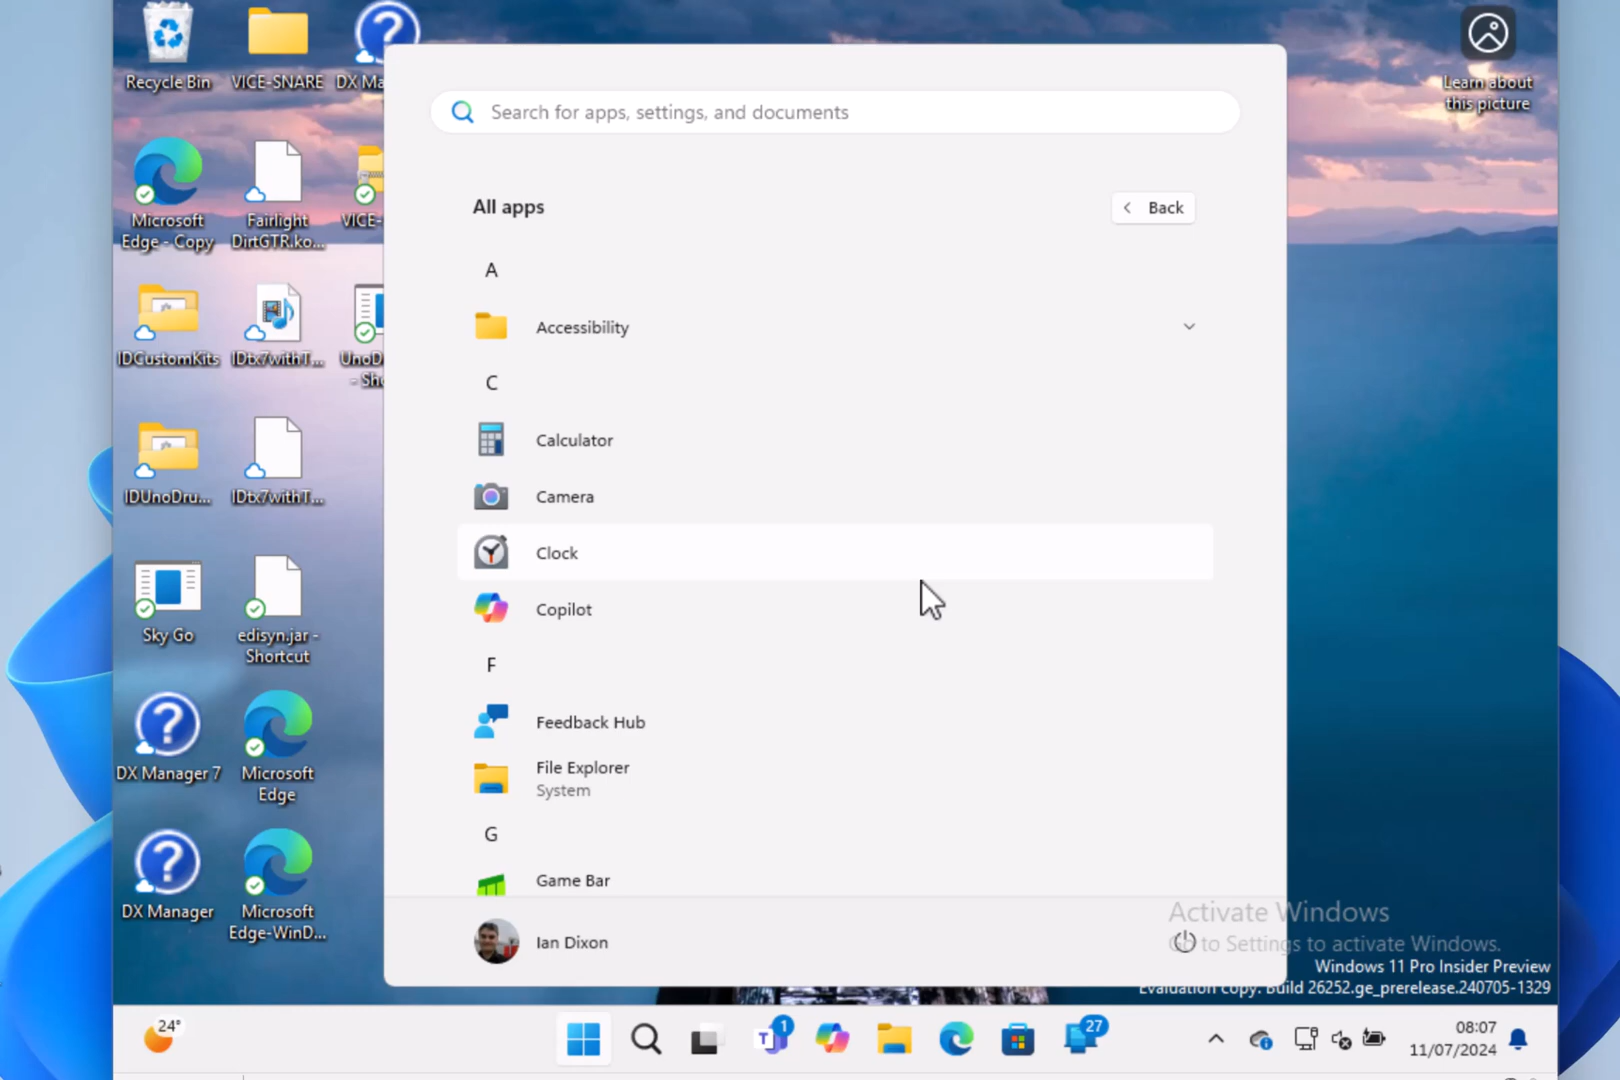 Recycle Bin
VICE-SNARE
DX Ma
Learn about
this picture
Search for apps, settings, and documents
Microsoft
Edge - Copy
Fairlight
DirtGTR.ko...
VICE-
All apps
Back
A
Accessibility
C
Calculator
Camera
Clock
Copilot
F
Feedback Hub
File Explorer
System
G
Game Bar
Ian Dixon
IDCustomKits
IDtx7withT...
UnoD
- Sho
IDUnoDru...
IDtx7withT...
Sky Go
edisyn.jar -
Shortcut
DX Manager 7
Microsoft
Edge
DX Manager
Microsoft
Edge-WinD...
Activate Windows
Go to Settings to activate Windows.
Windows 11 Pro Insider Preview
Evaluation copy. Build 26252.ge_prerelease.240705-1329
24°
1
T
27
08:07
11/07/2024